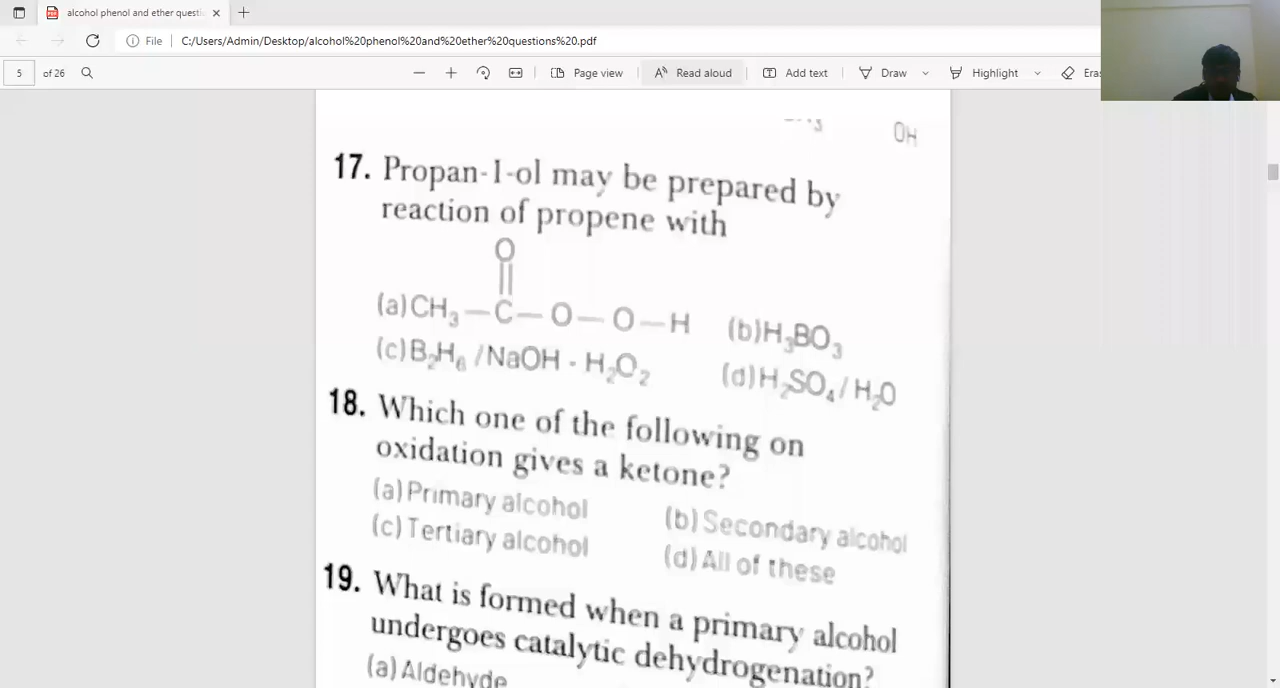 alcohol phenol and ether questi
File C:/Users/Admin/Desktop/alcohol%20phenol%20and%20ether%20questions%20.pdf
5 of 26 Page view Read aloud Add text Draw Highlight Eras
OH
17. Propan-1-ol may be prepared by
reaction of propene with
O
(a) CH3—C—O—O—H (b) H3BO3
(c) B2H6 /NaOH - H2O2 (d) H2SO4/ H2O
18. Which one of the following on
oxidation gives a ketone?
(a) Primary alcohol (b) Secondary alcohol
(c) Tertiary alcohol (d) All of these
19. What is formed when a primary alcohol
undergoes catalytic dehydrogenation?
(a) Aldehyde